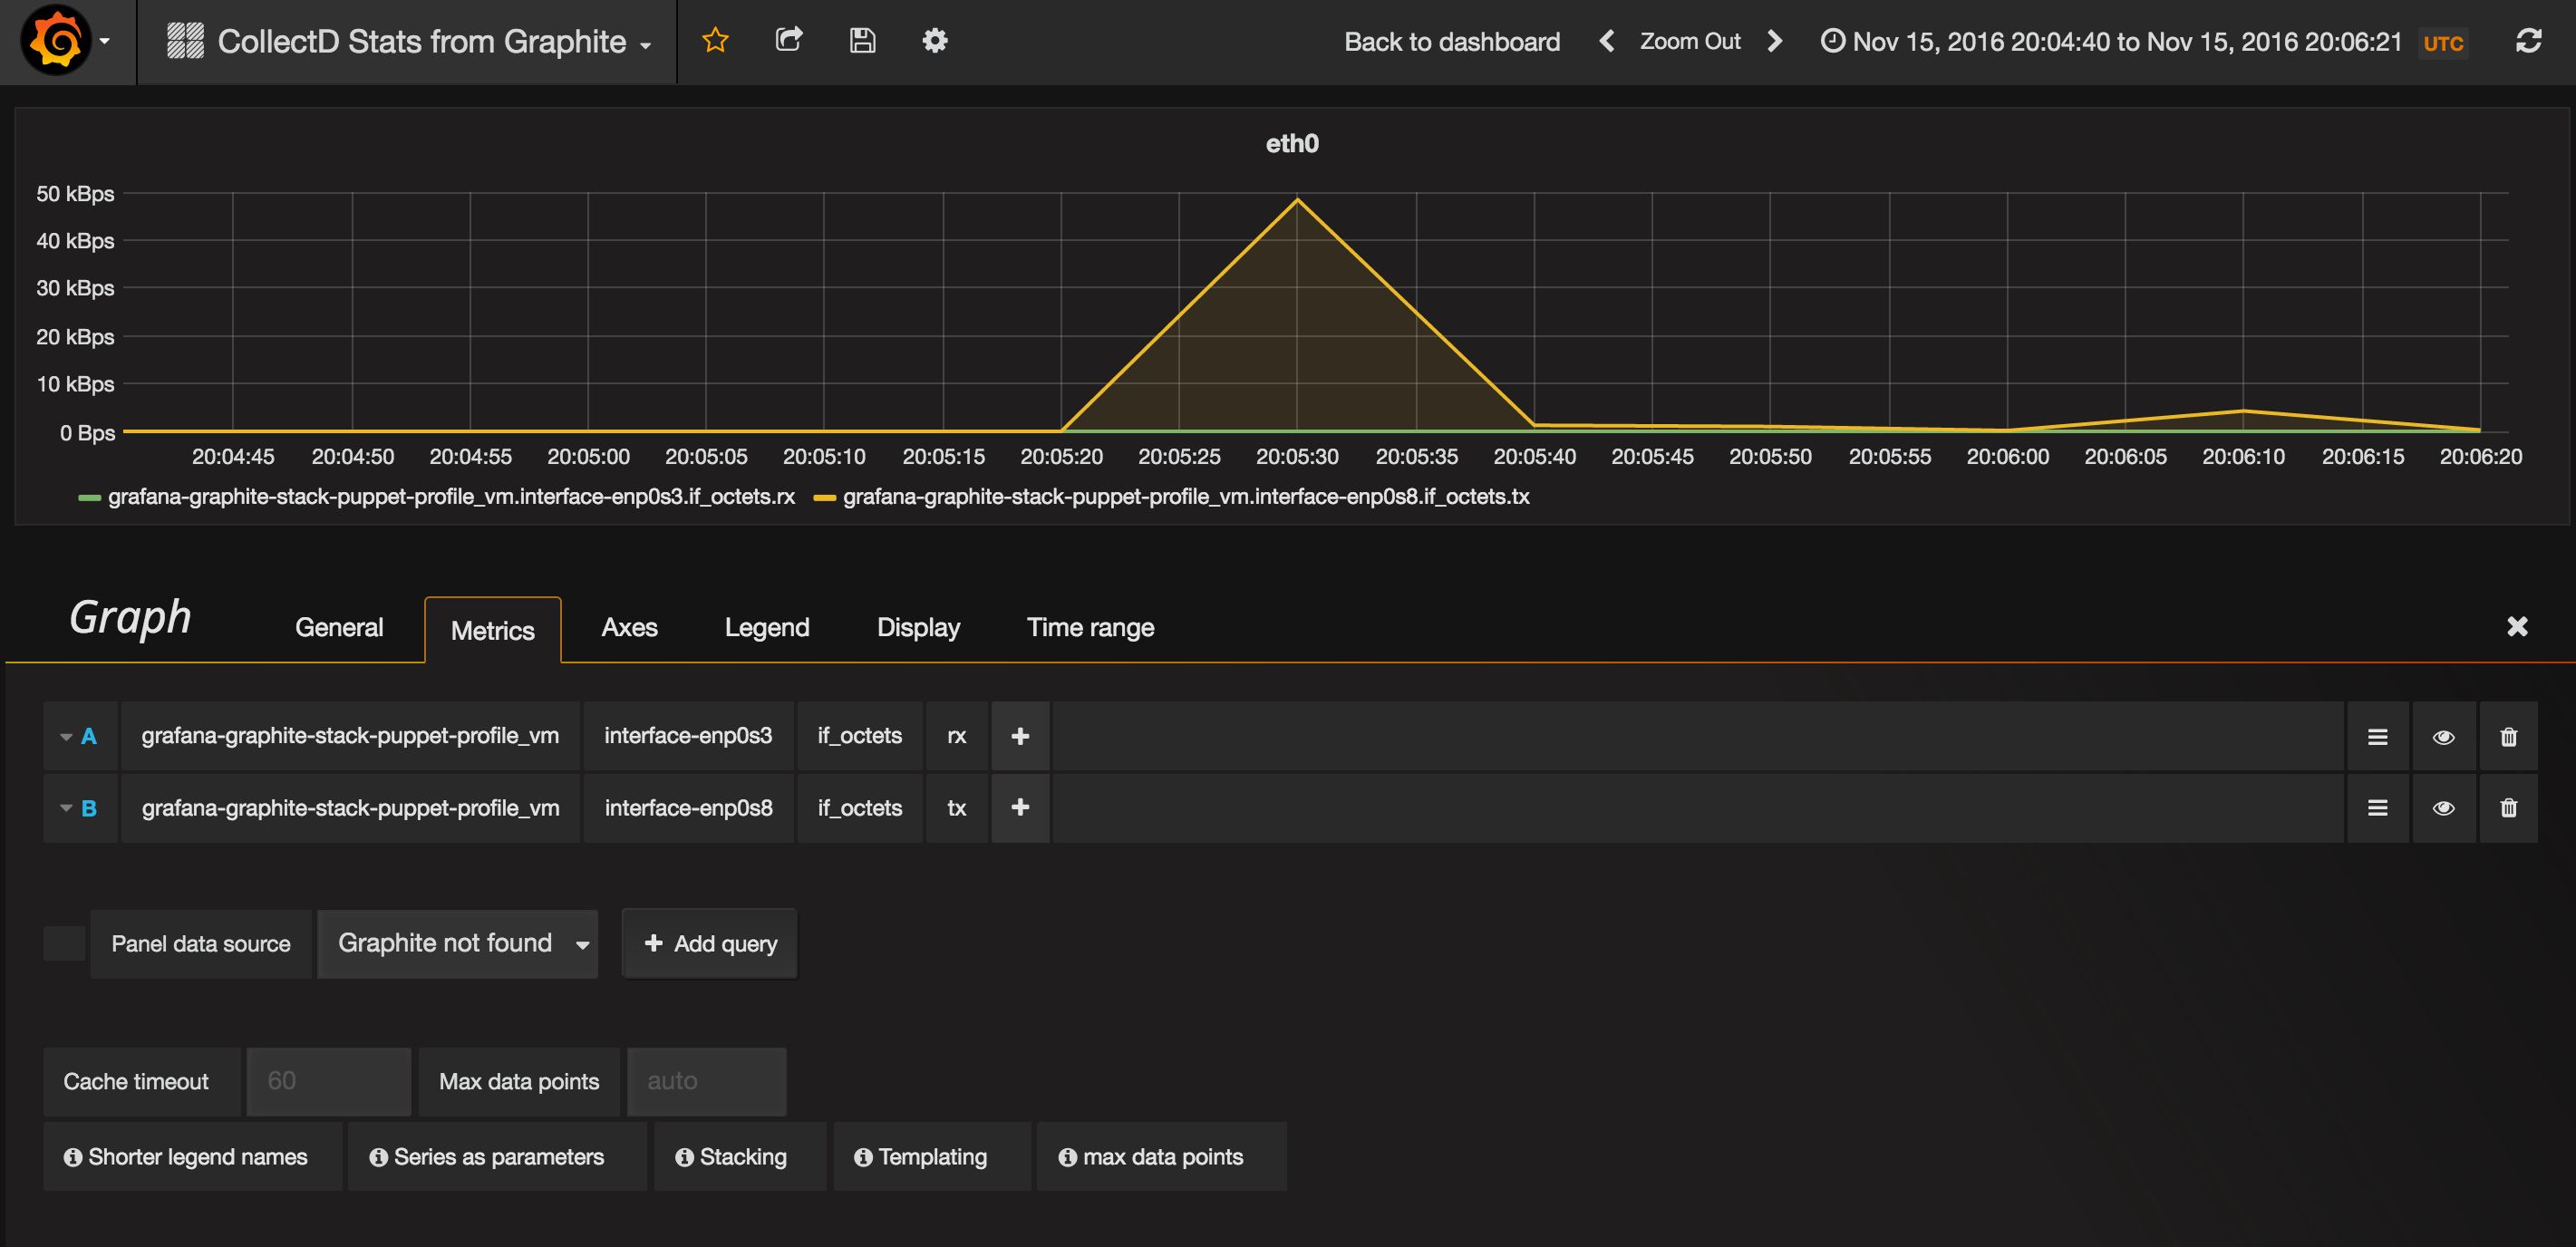 CollectD Stats from Graphite
Back to dashboard Zoom Out Nov 15, 2016 20:04:40 to Nov 15, 2016 20:06:21 UTC
eth0
50 kBps
40 kBps
30 kBps
20 kBps
10 kBps
0 Bps
20:04:45 20:04:50 20:04:55 20:05:00 20:05:05 20:05:10 20:05:15 20:05:20 20:05:25 20:05:30 20:05:35 20:05:40 20:05:45 20:05:50 20:05:55 20:06:00 20:06:05 20:06:10 20:06:15 20:06:20
grafana-graphite-stack-puppet-profile_vm.interface-enp0s3.if_octets.rx grafana-graphite-stack-puppet-profile_vm.interface-enp0s8.if_octets.tx
Graph General Metrics Axes Legend Display Time range
A grafana-graphite-stack-puppet-profile_vm interface-enp0s3 if_octets rx +
B grafana-graphite-stack-puppet-profile_vm interface-enp0s8 if_octets tx +
Panel data source Graphite not found + Add query
Cache timeout 60 Max data points auto
Shorter legend names Series as parameters Stacking Templating max data points